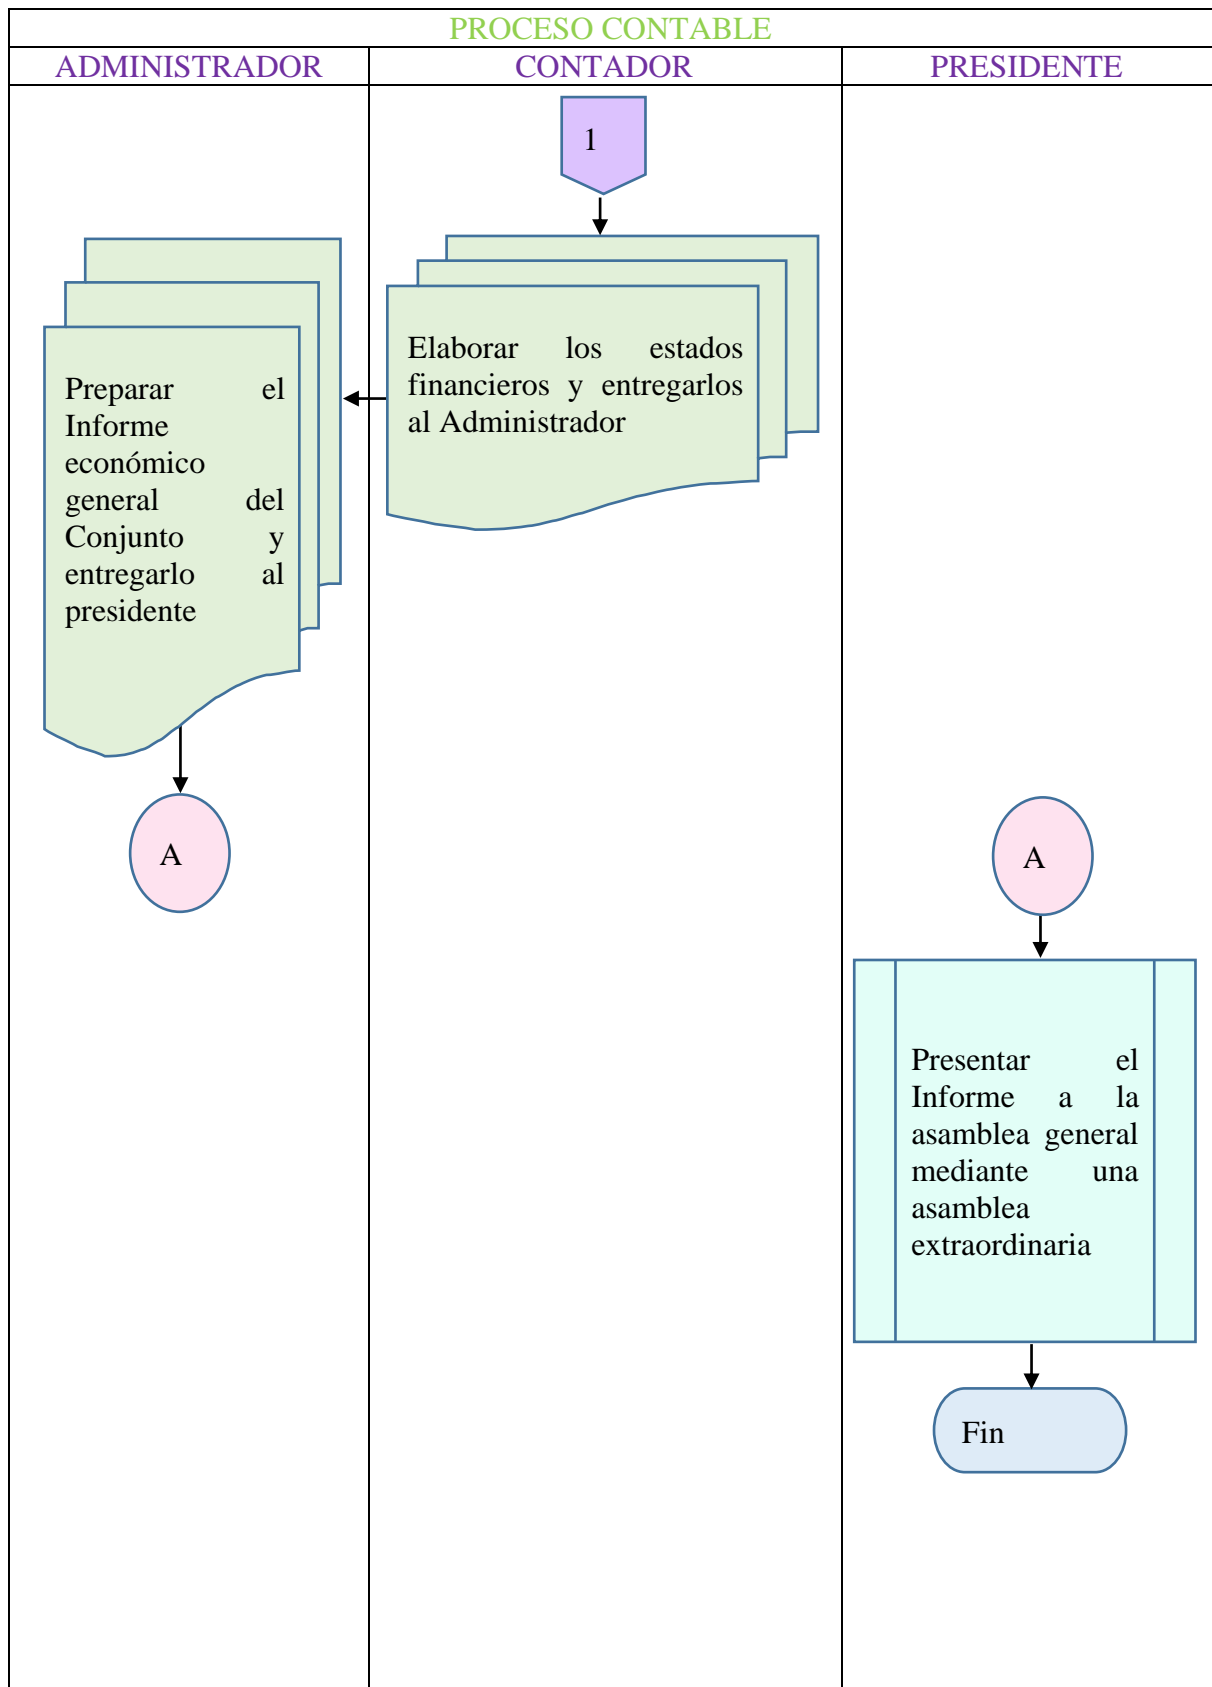 PROCESO CONTABLE
ADMINISTRADOR
CONTADOR
PRESIDENTE
1
Elaborar los estados
financieros y entregarlos
al Administrador
Preparar el
Informe
económico
general del
Conjunto y
entregarlo al
presidente
A
A
Presentar el
Informe a la
asamblea general
mediante una
asamblea
extraordinaria
Fin